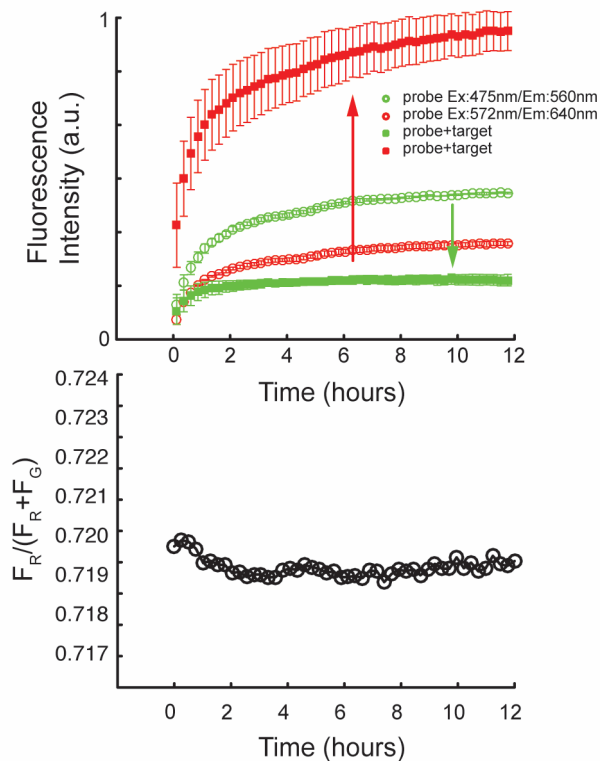 1
Fluorescence
Intensity (a.u.)
probe Ex:475nm/Em:560nm
probe Ex:572nm/Em:640nm
probe+target
probe+target
0
0 2 4 6 8 10 12
Time (hours)
0.724
0.723
0.722
0.721
0.720
0.719
0.718
0.717
F_R/(F_R+F_G)
0 2 4 6 8 10 12
Time (hours)